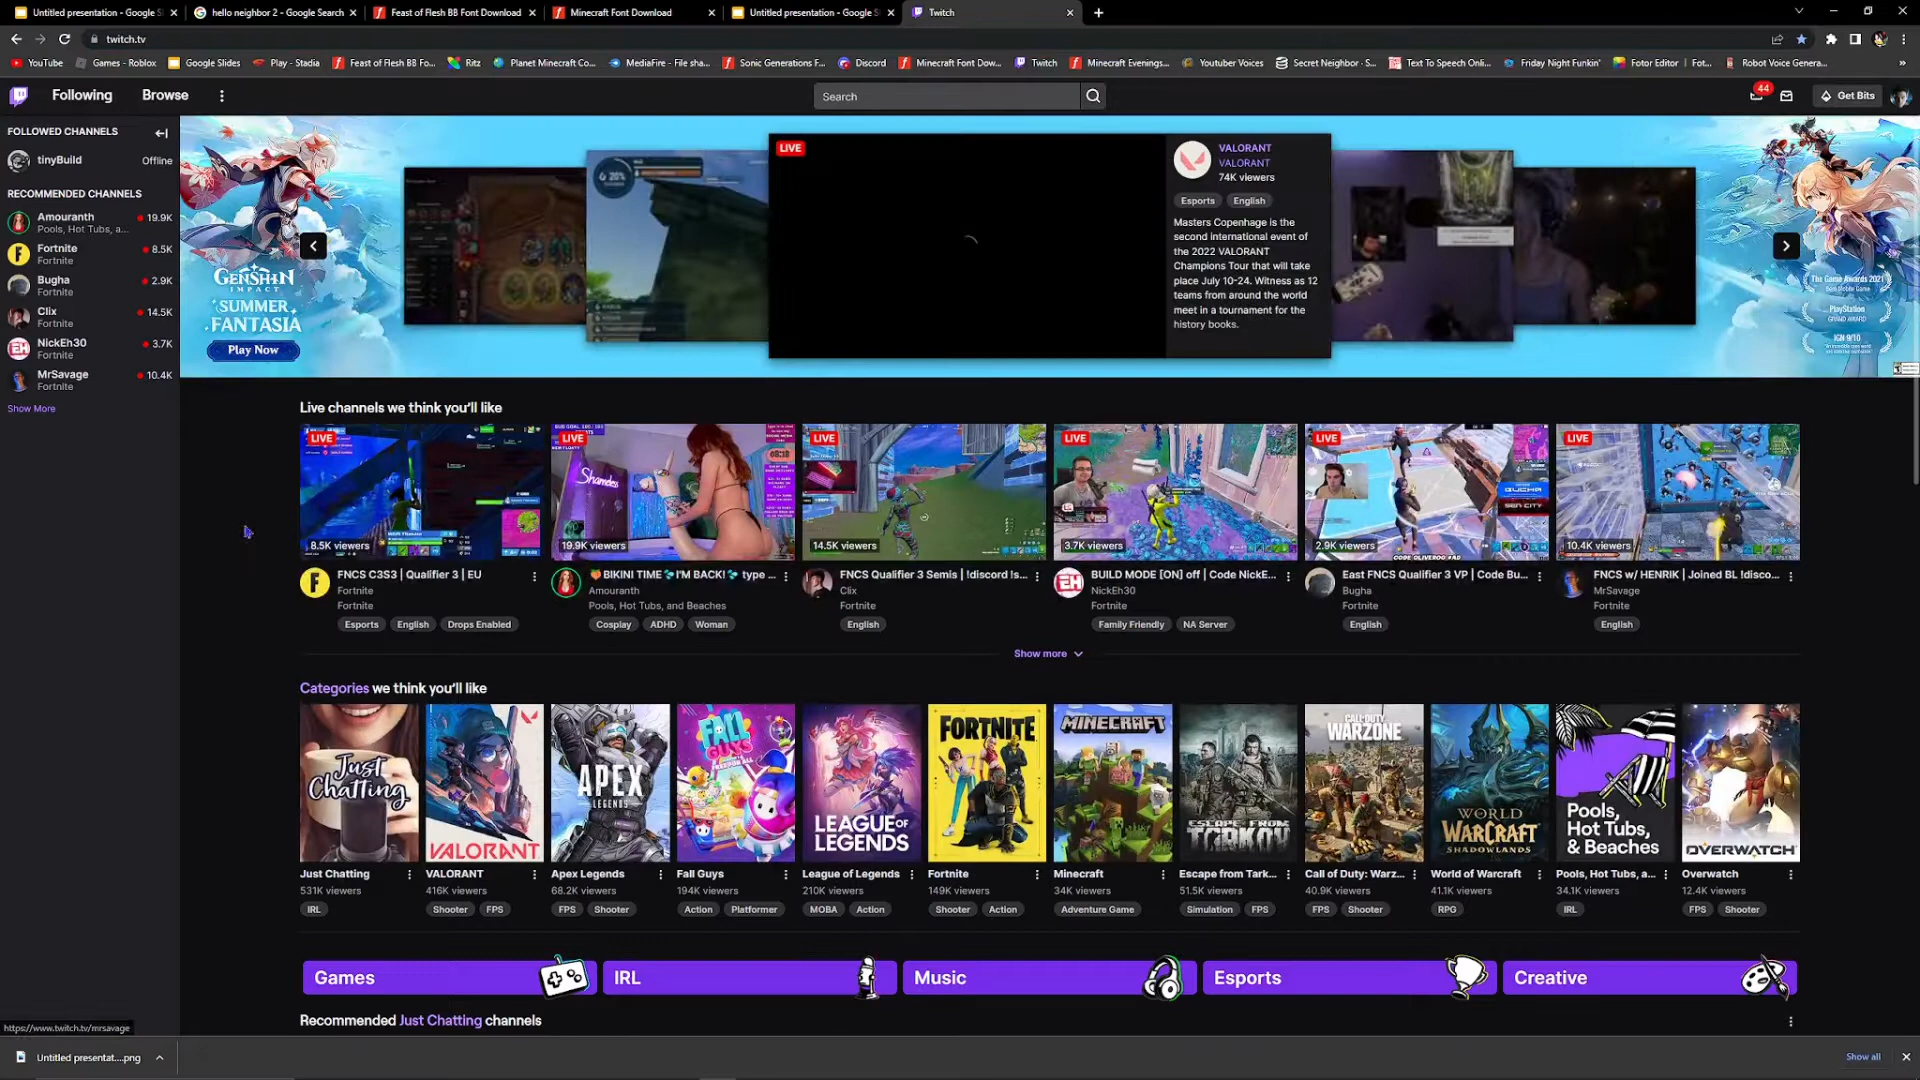 Untitled presentation - Google S
hello neighbor 2 - Google Search
Feast of Flesh BB Font Download
Minecraft Font Download
Untitled presentation - Google S
Twitch
twitch.tv
YouTube
Games - Roblox
Google Slides
Play - Stadia
Feast of Flesh BB Fo...
Ritz
Planet Minecraft Co...
MediaFire - File sha...
Sonic Generations F...
Discord
Minecraft Font Dow...
Twitch
Minecraft Evenings...
Youtuber Voices
Secret Neighbor · S...
Text To Speech Onli...
Friday Night Funkin'
Fotor Editor | Fot...
Robot Voice Genera...
Following
Browse
Search
44
Get Bits
FOLLOWED CHANNELS
tinyBuild
Offline
RECOMMENDED CHANNELS
Amouranth
19.9K
Pools, Hot Tubs, a...
Fortnite
8.5K
Fortnite
Bugha
2.9K
Fortnite
Clix
14.5K
Fortnite
NickEh30
3.7K
Fortnite
MrSavage
10.4K
Fortnite
Show More
GENSHIN
IMPACT
SUMMER
FANTASIA
Play Now
20%
LIVE
VALORANT
VALORANT
74K viewers
Esports
English
Masters Copenhage is the
second international event of
the 2022 VALORANT
Champions Tour that will take
place July 10-24. Witness as 12
teams from around the world
meet in a tournament for the
history books.
The Game Awards 2021
PlayStation
IGN 9/10
Live channels we think you'll like
LIVE
8.5K viewers
FNCS C3S3 | Qualifier 3 | EU
Fortnite
Fortnite
Esports
English
Drops Enabled
LIVE
Shameless
19.9K viewers
🍑BIKINI TIME💦I'M BACK!💦 type ...
Amouranth
Pools, Hot Tubs, and Beaches
Cosplay
ADHD
Woman
LIVE
14.5K viewers
FNCS Qualifier 3 Semis | !discord !s...
Clix
Fortnite
English
LIVE
3.7K viewers
BUILD MODE [ON] off | Code NickE...
NickEh30
Fortnite
Family Friendly
NA Server
LIVE
2.9K viewers
East FNCS Qualifier 3 VP | Code Bu...
Bugha
Fortnite
English
LIVE
10.4K viewers
FNCS w/ HENRIK | Joined BL !disco...
MrSavage
Fortnite
English
Show more
Categories we think you'll like
Just
Chatting
Just Chatting
531K viewers
IRL
VALORANT
VALORANT
416K viewers
Shooter
FPS
APEX
LEGENDS
Apex Legends
68.2K viewers
FPS
Shooter
FALL
GUYS
Fall Guys
194K viewers
Action
Platformer
LEAGUE OF
LEGENDS
League of Legends
210K viewers
MOBA
Action
FORTNITE
Fortnite
149K viewers
Shooter
Action
MINECRAFT
Minecraft
34K viewers
Adventure Game
ESCAPE FROM
TARKOV
Escape from Tark...
51.5K viewers
Simulation
FPS
CALL OF DUTY
WARZONE
Call of Duty: Warz...
40.9K viewers
FPS
Shooter
WORLD
WARCRAFT
SHADOWLANDS
World of Warcraft
41.1K viewers
RPG
Pools,
Hot Tubs,
& Beaches
Pools, Hot Tubs, a...
34.1K viewers
IRL
OVERWATCH
Overwatch
12.4K viewers
FPS
Shooter
Games
IRL
Music
Esports
Creative
Recommended Just Chatting channels
https://www.twitch.tv/mrsavage
Untitled presentat....png
Show all